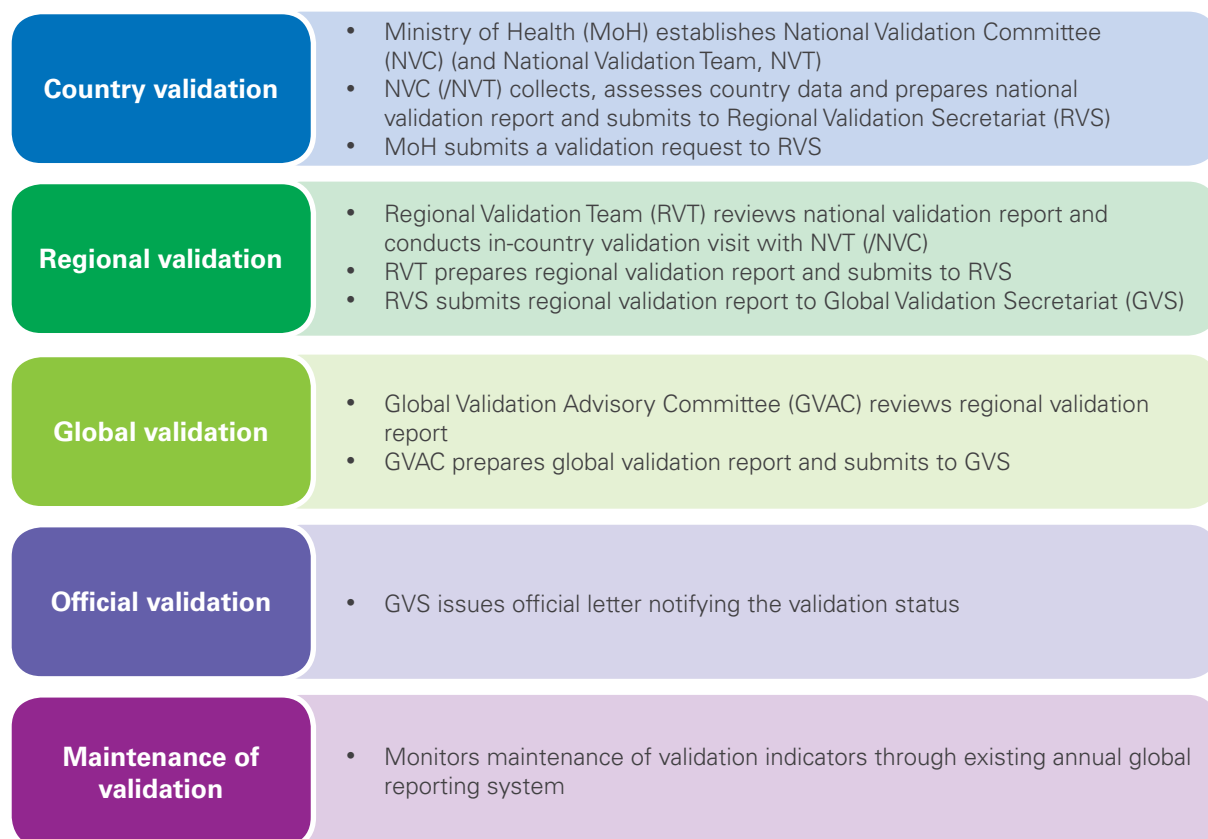 Country validation
• Ministry of Health (MoH) establishes National Validation Committee
(NVC) (and National Validation Team, NVT)
• NVC (/NVT) collects, assesses country data and prepares national
validation report and submits to Regional Validation Secretariat (RVS)
• MoH submits a validation request to RVS
Regional validation
• Regional Validation Team (RVT) reviews national validation report and
conducts in-country validation visit with NVT (/NVC)
• RVT prepares regional validation report and submits to RVS
• RVS submits regional validation report to Global Validation Secretariat (GVS)
Global validation
• Global Validation Advisory Committee (GVAC) reviews regional validation
report
• GVAC prepares global validation report and submits to GVS
Official validation
• GVS issues official letter notifying the validation status
Maintenance of
validation
• Monitors maintenance of validation indicators through existing annual global
reporting system